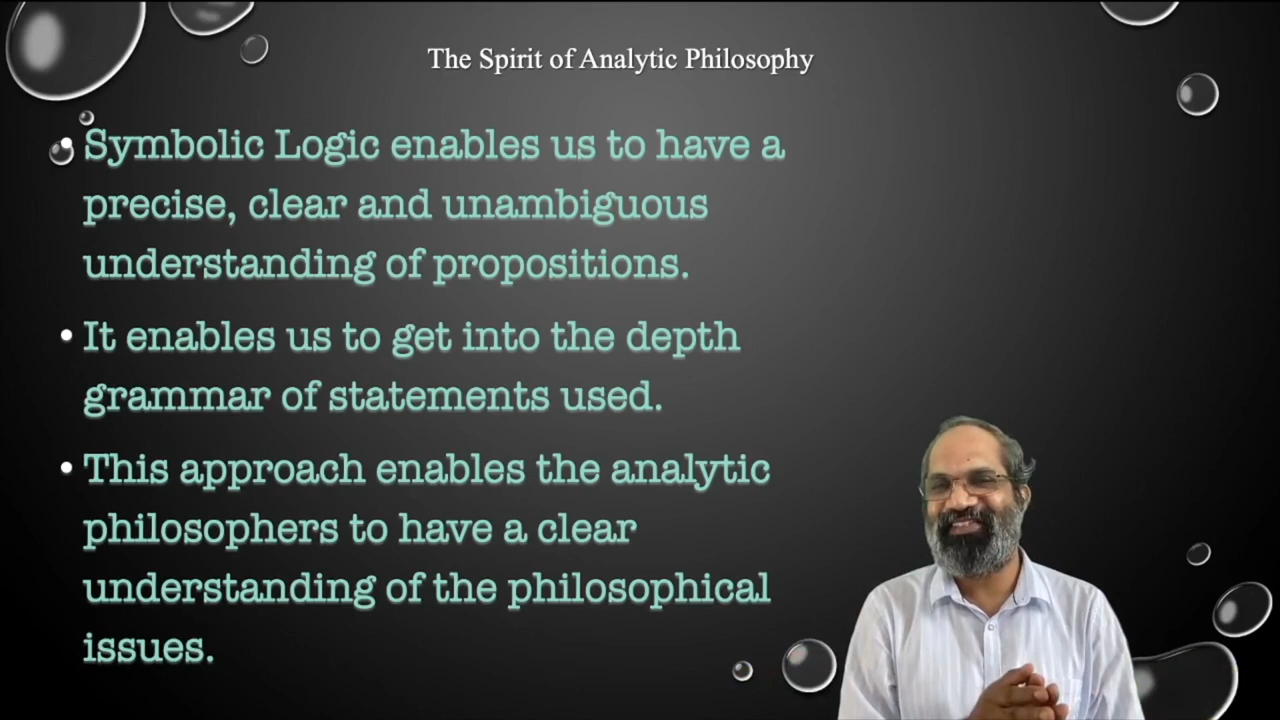 The Spirit of Analytic Philosophy
• Symbolic Logic enables us to have a
precise, clear and unambiguous
understanding of propositions.
• It enables us to get into the depth
grammar of statements used.
• This approach enables the analytic
philosophers to have a clear
understanding of the philosophical
issues.